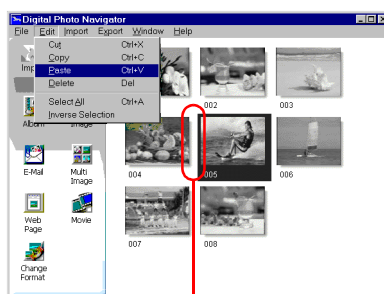 Digital Photo Navigator
File Edit Import Export Window Help
Cut Ctrl+X
Copy Ctrl+C
Paste Ctrl+V
Delete Del
Select All Ctrl+A
Inverse Selection
Album Image
E-Mail Multi Image
Web Page Movie
Change Format
002 003
004 005 006
007 008